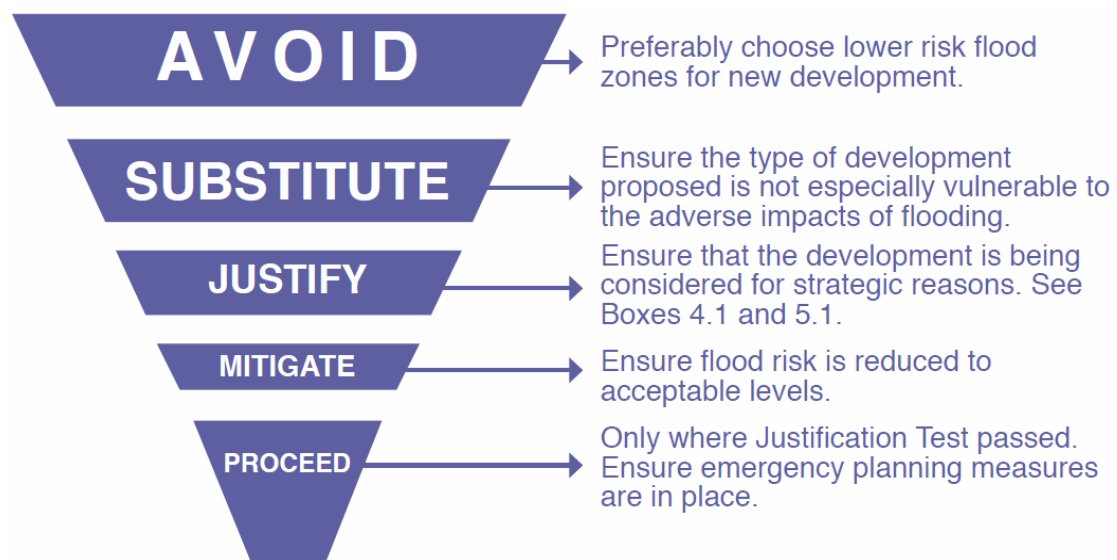 AVOID
Preferably choose lower risk flood
zones for new development.
SUBSTITUTE
Ensure the type of development
proposed is not especially vulnerable to
the adverse impacts of flooding.
JUSTIFY
Ensure that the development is being
considered for strategic reasons. See
Boxes 4.1 and 5.1.
MITIGATE
Ensure flood risk is reduced to
acceptable levels.
PROCEED
Only where Justification Test passed.
Ensure emergency planning measures
are in place.